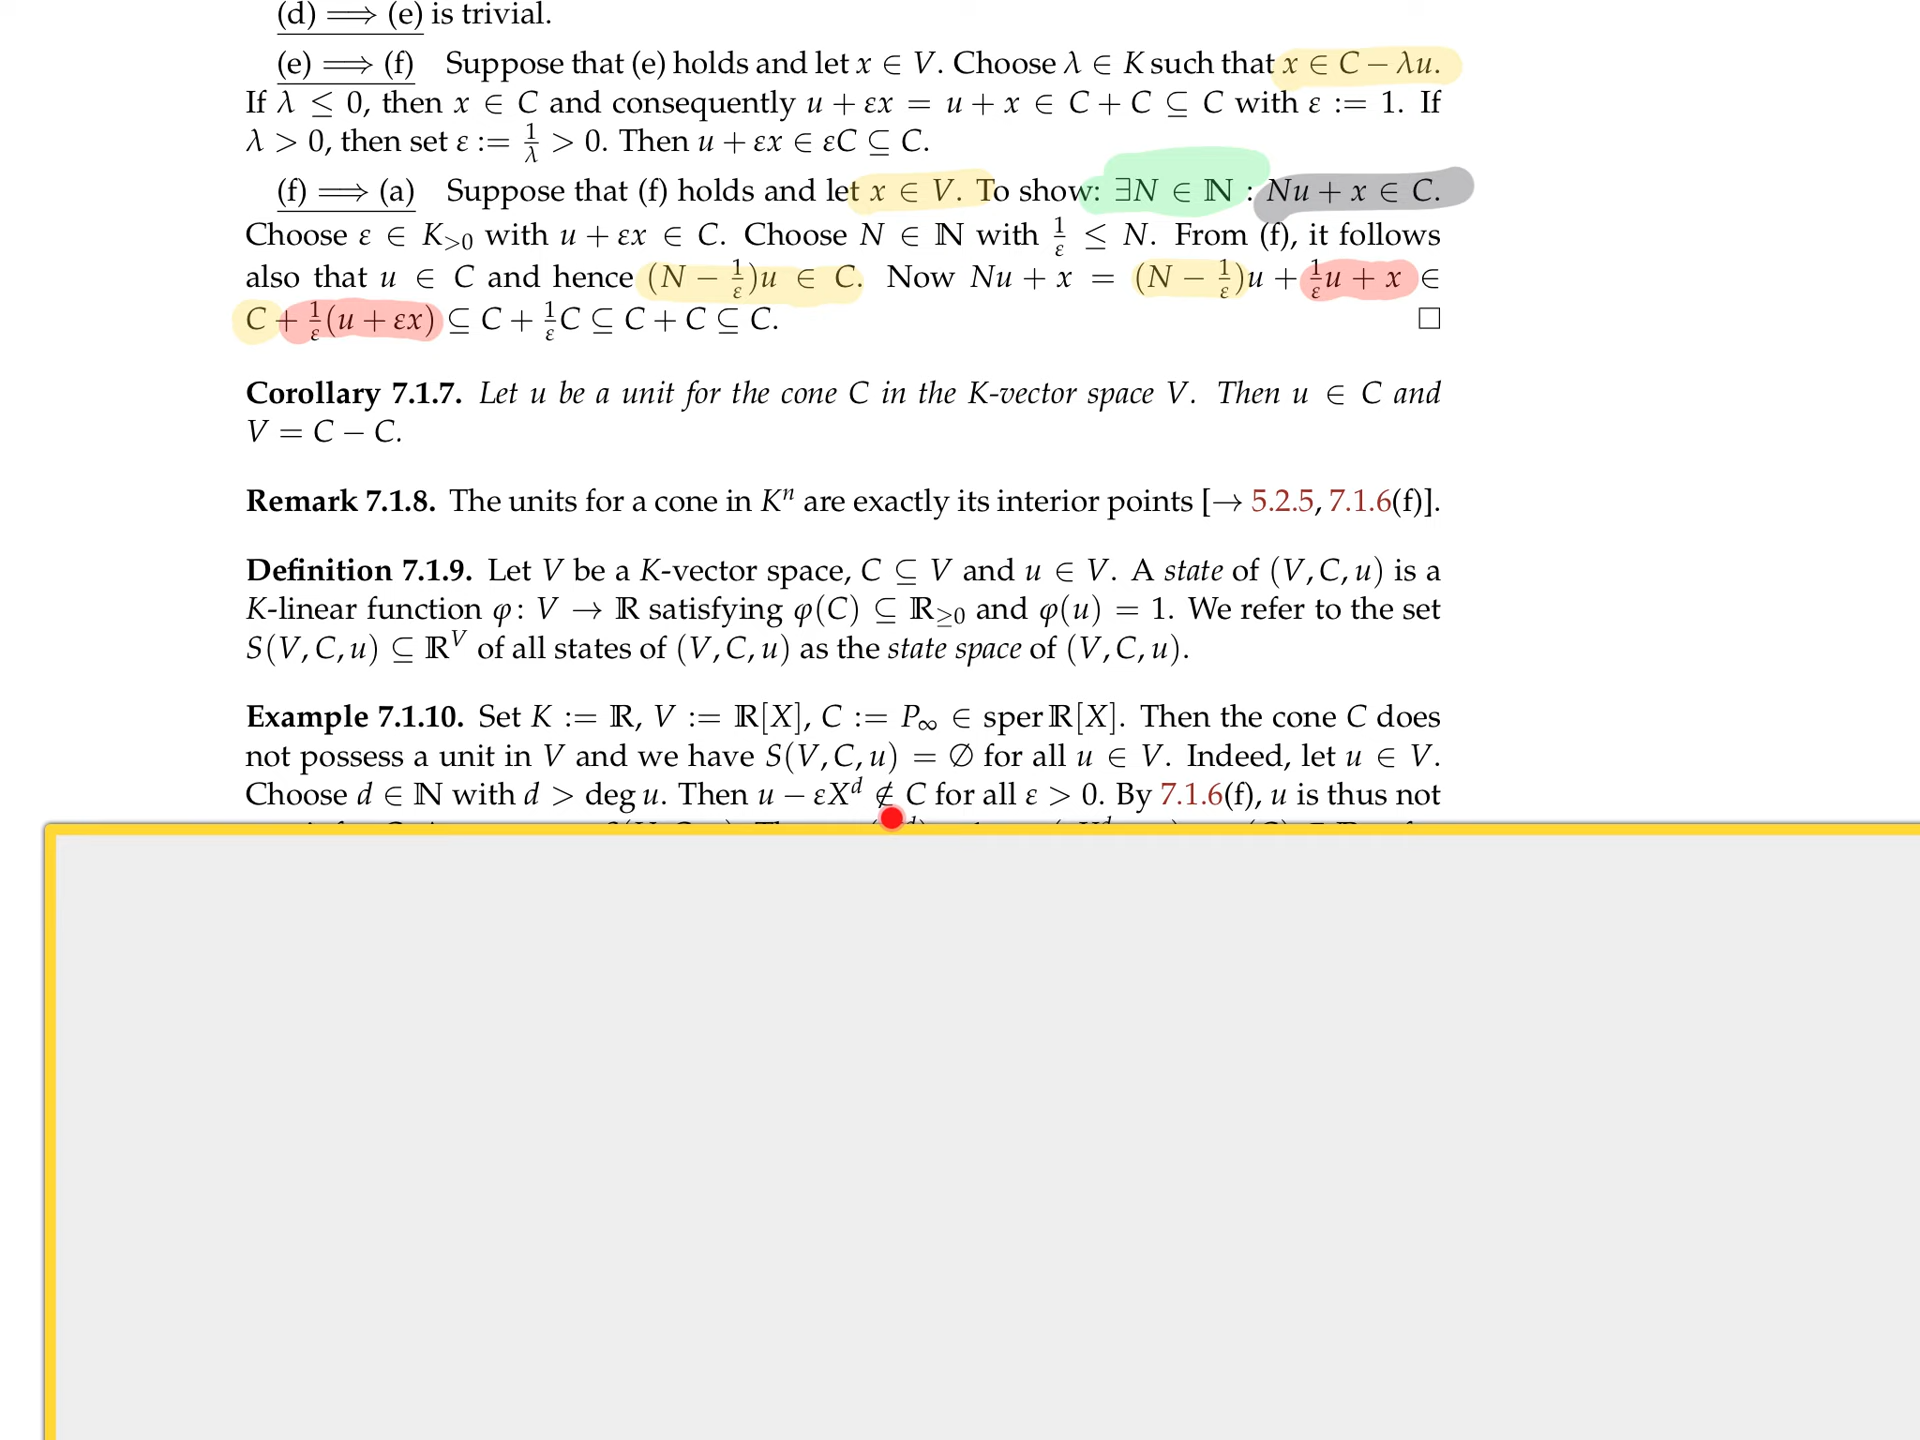 (d) ⟹ (e) is trivial.
(e) ⟹ (f) Suppose that (e) holds and let x ∈ V. Choose λ ∈ K such that x ∈ C − λu.
If λ ≤ 0, then x ∈ C and consequently u + εx = u + x ∈ C + C ⊆ C with ε := 1. If
λ > 0, then set ε := 1/λ > 0. Then u + εx ∈ εC ⊆ C.
(f) ⟹ (a) Suppose that (f) holds and let x ∈ V. To show: ∃N ∈ ℕ : Nu + x ∈ C.
Choose ε ∈ K>0 with u + εx ∈ C. Choose N ∈ ℕ with 1/ε ≤ N. From (f), it follows
also that u ∈ C and hence (N − 1/ε)u ∈ C. Now Nu + x = (N − 1/ε)u + 1/ε u + x ∈
C + 1/ε (u + εx) ⊆ C + 1/ε C ⊆ C + C ⊆ C. □
Corollary 7.1.7. Let u be a unit for the cone C in the K-vector space V. Then u ∈ C and
V = C − C.
Remark 7.1.8. The units for a cone in Kⁿ are exactly its interior points [→ 5.2.5, 7.1.6(f)].
Definition 7.1.9. Let V be a K-vector space, C ⊆ V and u ∈ V. A state of (V, C, u) is a
K-linear function φ: V → ℝ satisfying φ(C) ⊆ ℝ≥0 and φ(u) = 1. We refer to the set
S(V, C, u) ⊆ ℝ^V of all states of (V, C, u) as the state space of (V, C, u).
Example 7.1.10. Set K := ℝ, V := ℝ[X], C := P∞ ∈ sper ℝ[X]. Then the cone C does
not possess a unit in V and we have S(V, C, u) = ∅ for all u ∈ V. Indeed, let u ∈ V.
Choose d ∈ ℕ with d > deg u. Then u − εX^d ∉ C for all ε > 0. By 7.1.6(f), u is thus not